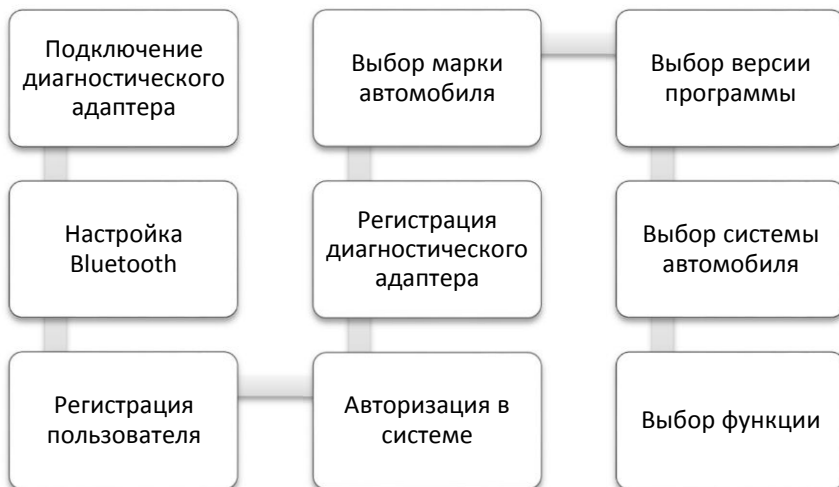 Подключение
диагностического
адаптера
Настройка
Bluetooth
Регистрация
пользователя
Авторизация в
системе
Регистрация
диагностического
адаптера
Выбор марки
автомобиля
Выбор версии
программы
Выбор системы
автомобиля
Выбор функции